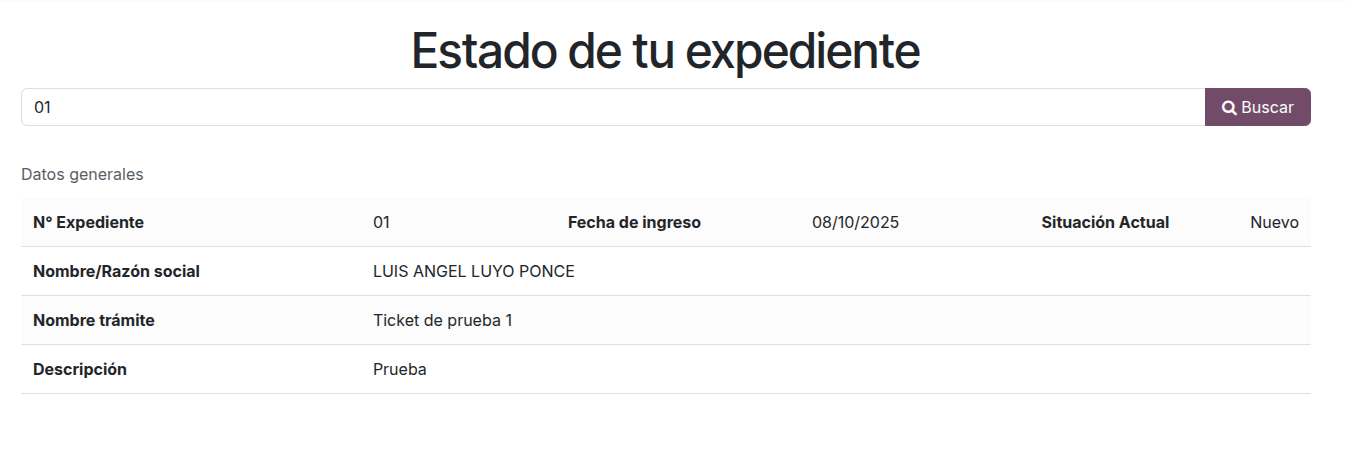 Estado de tu expediente
01 Buscar
Datos generales
N° Expediente 01 Fecha de ingreso 08/10/2025 Situación Actual Nuevo
Nombre/Razón social LUIS ANGEL LUYO PONCE
Nombre trámite Ticket de prueba 1
Descripción Prueba